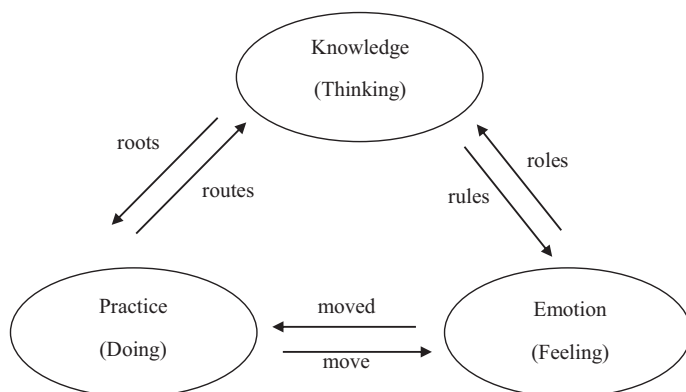 Knowledge
(Thinking)
roots
routes
roles
rules
Practice
(Doing)
moved
move
Emotion
(Feeling)